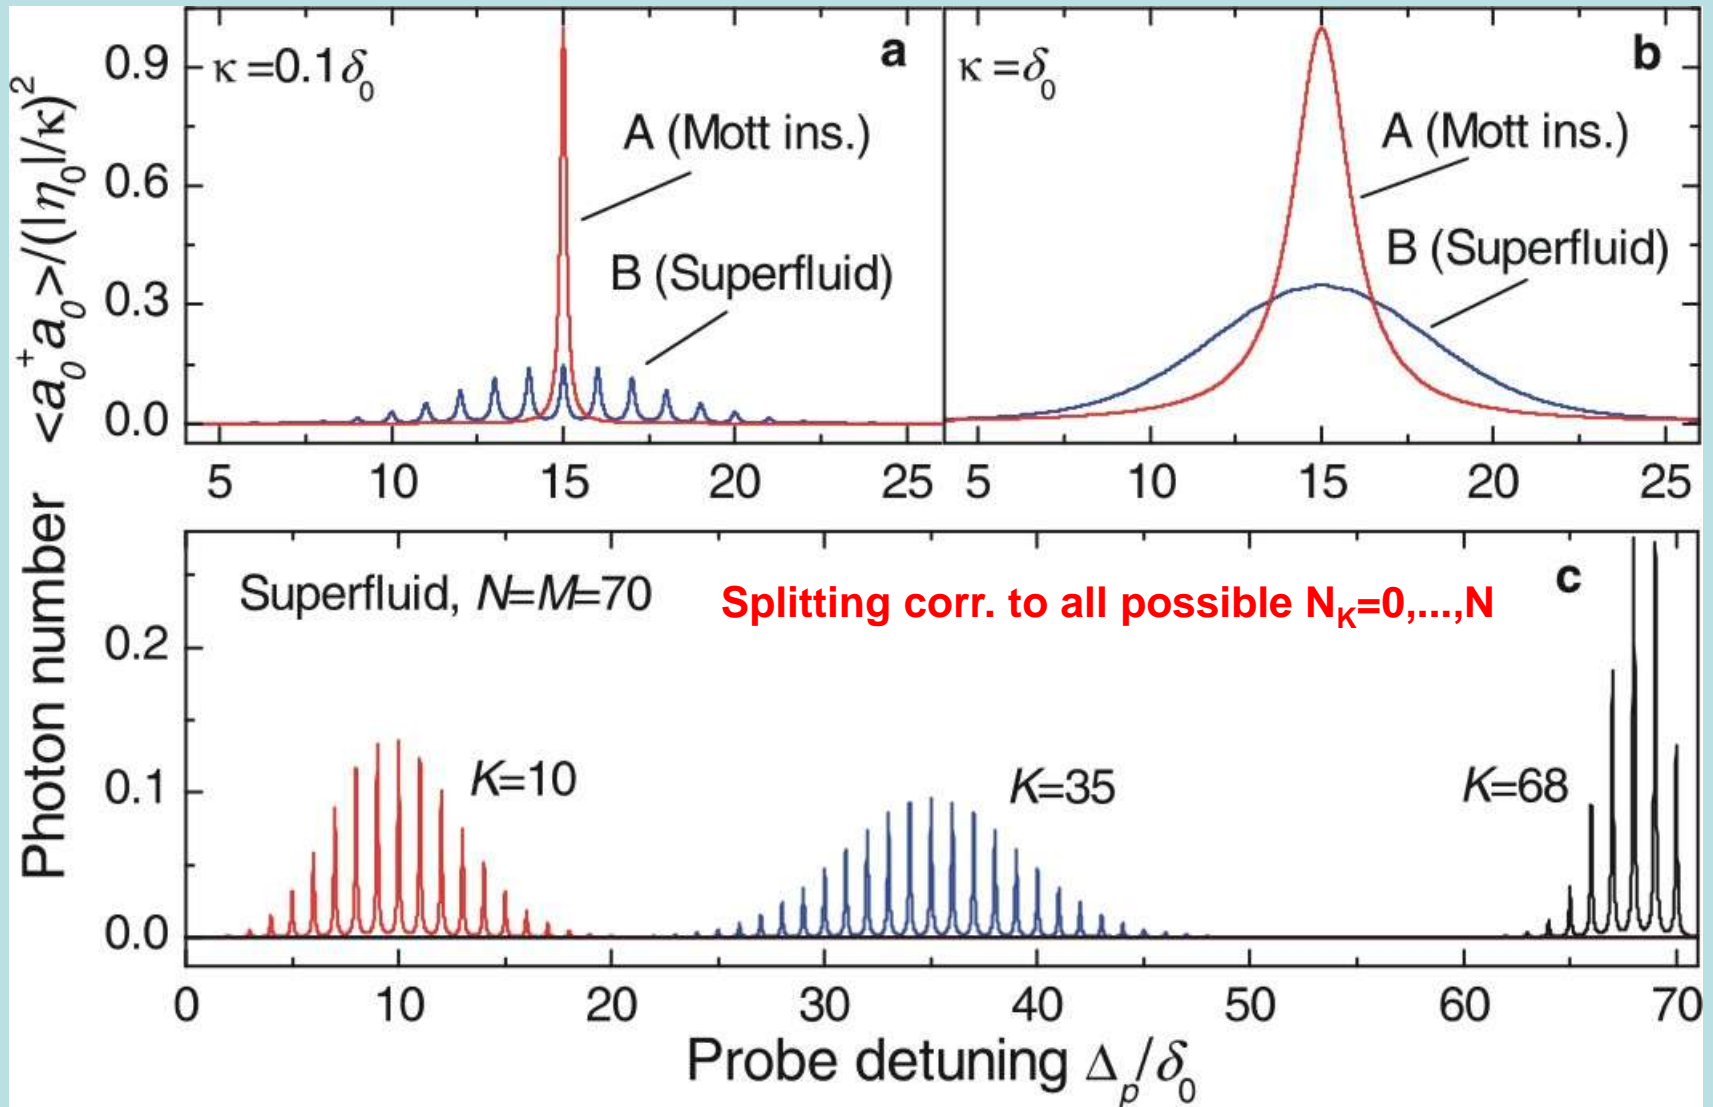 κ =0.1δ₀
a
A (Mott ins.)
B (Superfluid)
0.9
0.6
0.3
0.0
5 10 15 20 25
κ =δ₀
b
A (Mott ins.)
B (Superfluid)
5 10 15 20 25
Photon number <a₀⁺a₀>/(|η₀|/κ)²
Superfluid, N=M=70
Splitting corr. to all possible N_K=0,...,N
c
0.2
0.1
0.0
K=10
K=35
K=68
0 10 20 30 40 50 60 70
Probe detuning Δₚ/δ₀